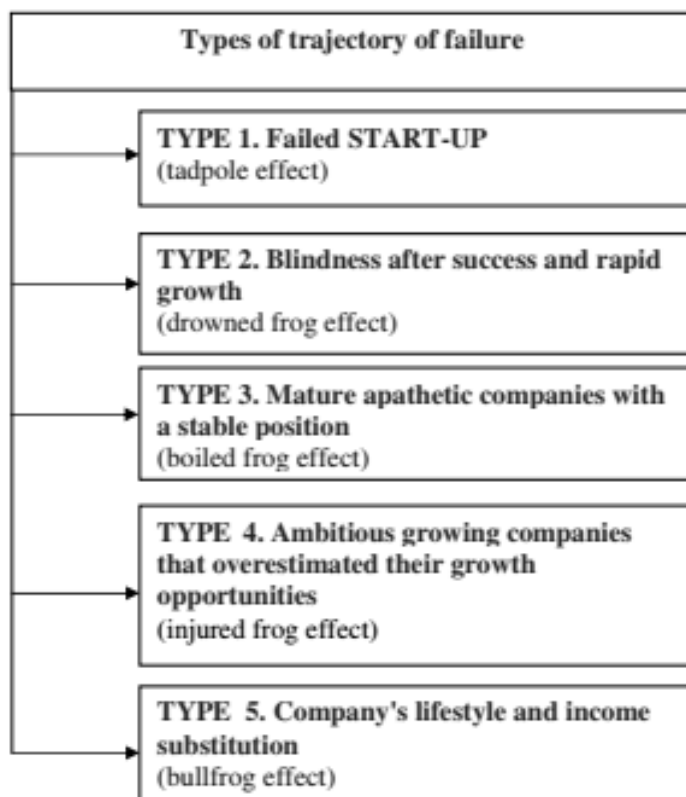 Types of trajectory of failure
TYPE 1. Failed START-UP
(tadpole effect)
TYPE 2. Blindness after success and rapid
growth
(drowned frog effect)
TYPE 3. Mature apathetic companies with
a stable position
(boiled frog effect)
TYPE 4. Ambitious growing companies
that overestimated their growth
opportunities
(injured frog effect)
TYPE 5. Company's lifestyle and income
substitution
(bullfrog effect)